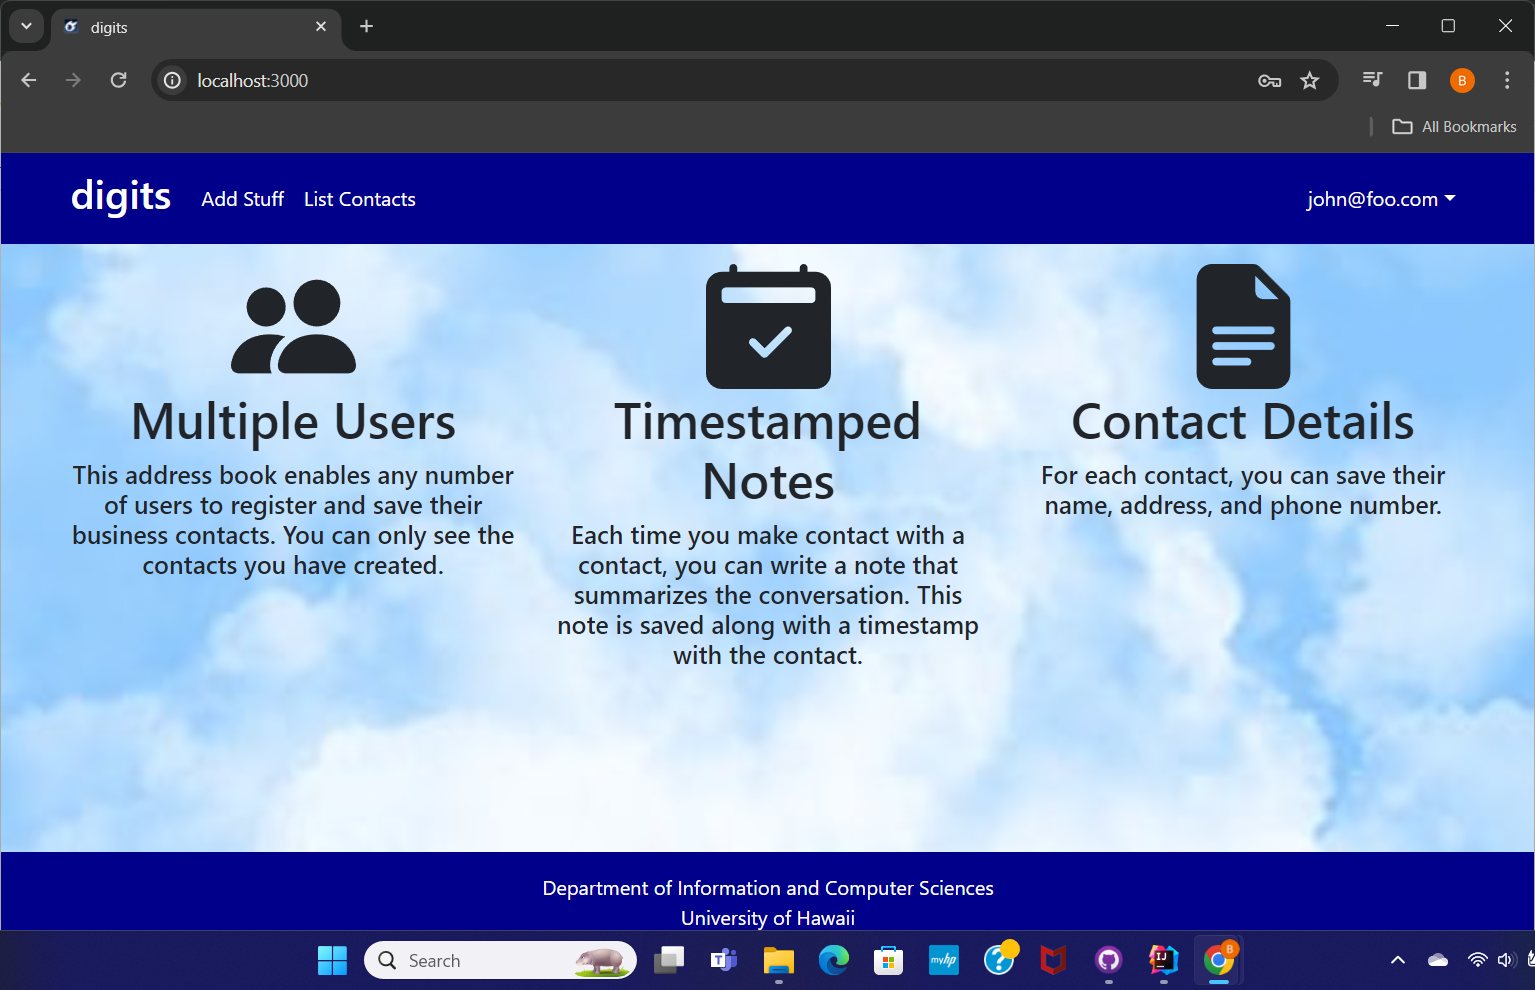 digits
localhost:3000
B
All Bookmarks
digits
Add Stuff
List Contacts
john@foo.com
Multiple Users
This address book enables any number
of users to register and save their
business contacts. You can only see the
contacts you have created.
Timestamped
Notes
Each time you make contact with a
contact, you can write a note that
summarizes the conversation. This
note is saved along with a timestamp
with the contact.
Contact Details
For each contact, you can save their
name, address, and phone number.
Department of Information and Computer Sciences
University of Hawaii
Search
T
myhp
?
IJ
B